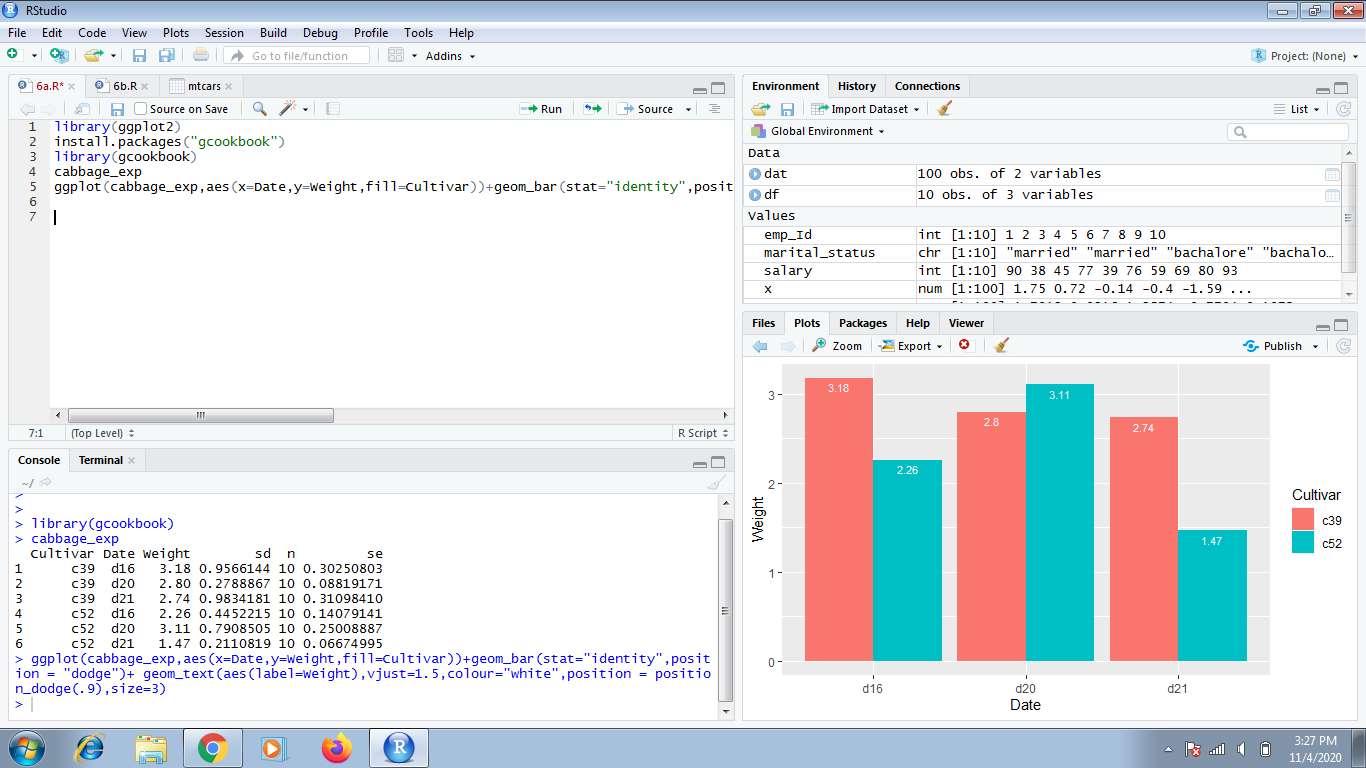 RStudio
File Edit Code View Plots Session Build Debug Profile Tools Help
Go to file/function Addins Project: (None)
6a.R* 6b.R mtcars
Source on Save Run Source
1 library(ggplot2)
2 install.packages("gcookbook")
3 library(gcookbook)
4 cabbage_exp
5 ggplot(cabbage_exp,aes(x=Date,y=Weight,fill=Cultivar))+geom_bar(stat="identity",posit
6
7
7:1 (Top Level) R Script
Console Terminal
~/
>
>
> library(gcookbook)
> cabbage_exp
Cultivar Date Weight sd n se
1 c39 d16 3.18 0.9566144 10 0.30250803
2 c39 d20 2.80 0.2788867 10 0.08819171
3 c39 d21 2.74 0.9834181 10 0.31098410
4 c52 d16 2.26 0.4452215 10 0.14079141
5 c52 d20 3.11 0.7908505 10 0.25008887
6 c52 d21 1.47 0.2110819 10 0.06674995
> ggplot(cabbage_exp,aes(x=Date,y=Weight,fill=Cultivar))+geom_bar(stat="identity",posit
ion = "dodge")+ geom_text(aes(label=Weight),vjust=1.5,colour="white",position = positio
n_dodge(.9),size=3)
>
Environment History Connections
Import Dataset List
Global Environment
Data
dat 100 obs. of 2 variables
df 10 obs. of 3 variables
Values
emp_Id int [1:10] 1 2 3 4 5 6 7 8 9 10
marital_status chr [1:10] "married" "married" "bachalore" "bachalo…
salary int [1:10] 90 38 45 77 39 76 59 69 80 93
x num [1:100] 1.75 0.72 -0.14 -0.4 -1.59 ...
Files Plots Packages Help Viewer
Zoom Export Publish
3
2
1
0
Weight
3.18
2.26
2.8
3.11
2.74
1.47
d16 d20 d21
Date
Cultivar
c39
c52
3:27 PM
11/4/2020